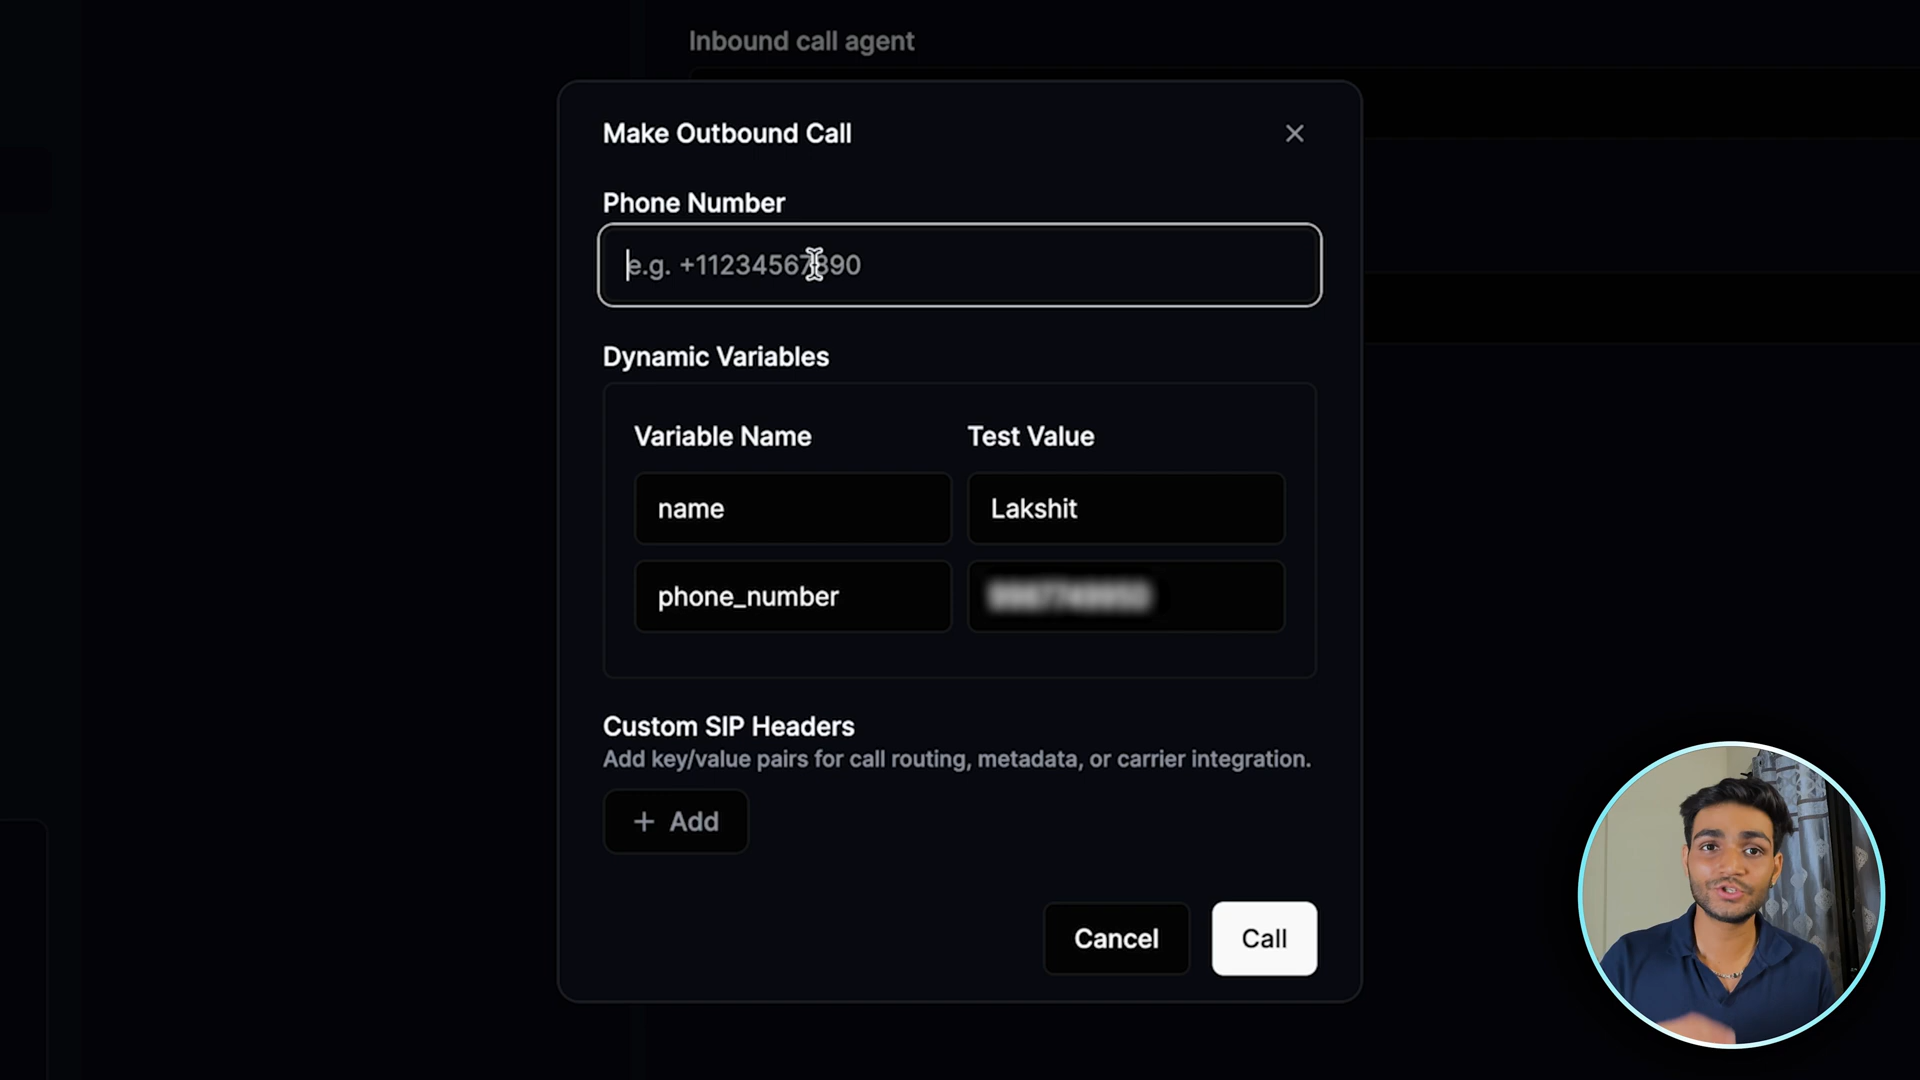 Inbound call agent
Make Outbound Call
Phone Number
e.g. +11234567890
Dynamic Variables
Variable Name Test Value
name Lakshit
phone_number
Custom SIP Headers
Add key/value pairs for call routing, metadata, or carrier integration.
+ Add
Cancel Call